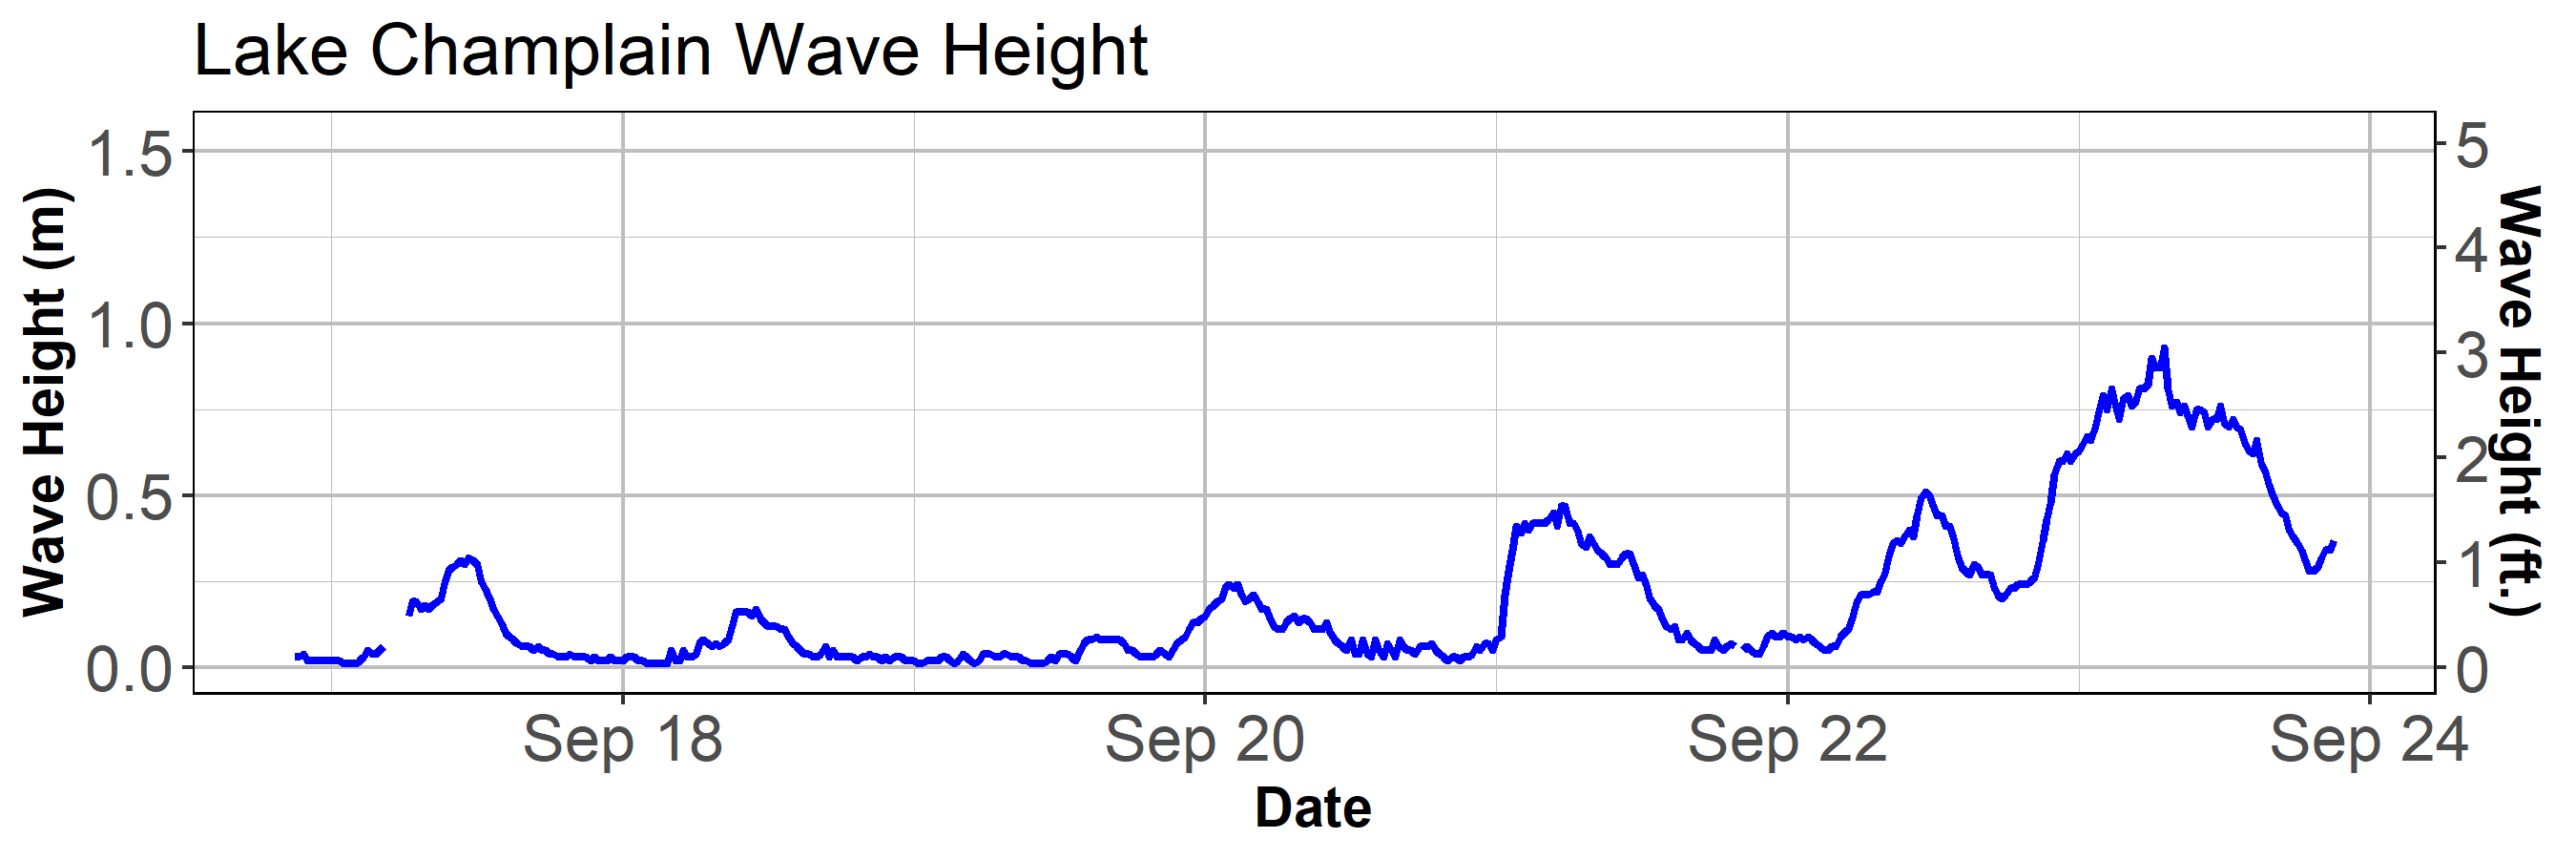 Lake Champlain Wave Height
Wave Height (m)
1.5
1.0
0.5
0.0
5
4
3
2
1
0
Wave Height (ft.)
Sep 18
Sep 20
Sep 22
Sep 24
Date